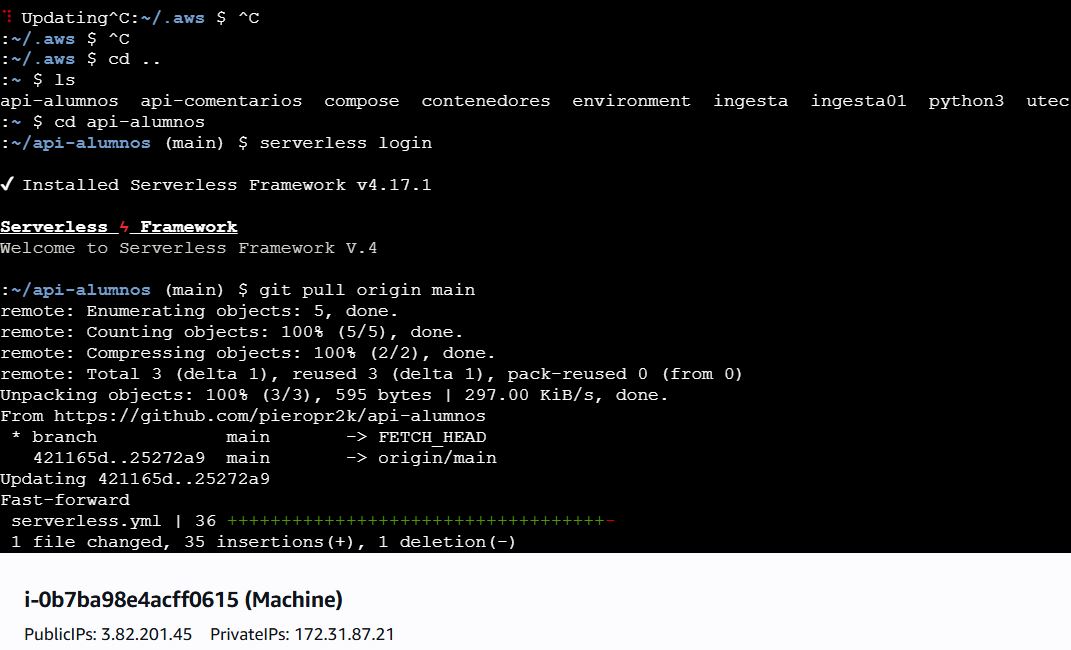 Updating^C:~/.aws $ ^C
:~/.aws $ ^C
:~/.aws $ cd ..
:~ $ ls
api-alumnos  api-comentarios  compose  contenedores  environment  ingesta  ingesta01  python3  utec
:~ $ cd api-alumnos
:~/api-alumnos (main) $ serverless login
✓ Installed Serverless Framework v4.17.1
Serverless ϟ Framework
Welcome to Serverless Framework V.4
:~/api-alumnos (main) $ git pull origin main
remote: Enumerating objects: 5, done.
remote: Counting objects: 100% (5/5), done.
remote: Compressing objects: 100% (2/2), done.
remote: Total 3 (delta 1), reused 3 (delta 1), pack-reused 0 (from 0)
Unpacking objects: 100% (3/3), 595 bytes | 297.00 KiB/s, done.
From https://github.com/pieropr2k/api-alumnos
 * branch            main       -> FETCH_HEAD
   421165d..25272a9  main       -> origin/main
Updating 421165d..25272a9
Fast-forward
 serverless.yml | 36 +++++++++++++++++++++++++++++++++++-
 1 file changed, 35 insertions(+), 1 deletion(-)
i-0b7ba98e4acff0615 (Machine)
PublicIPs: 3.82.201.45    PrivateIPs: 172.31.87.21